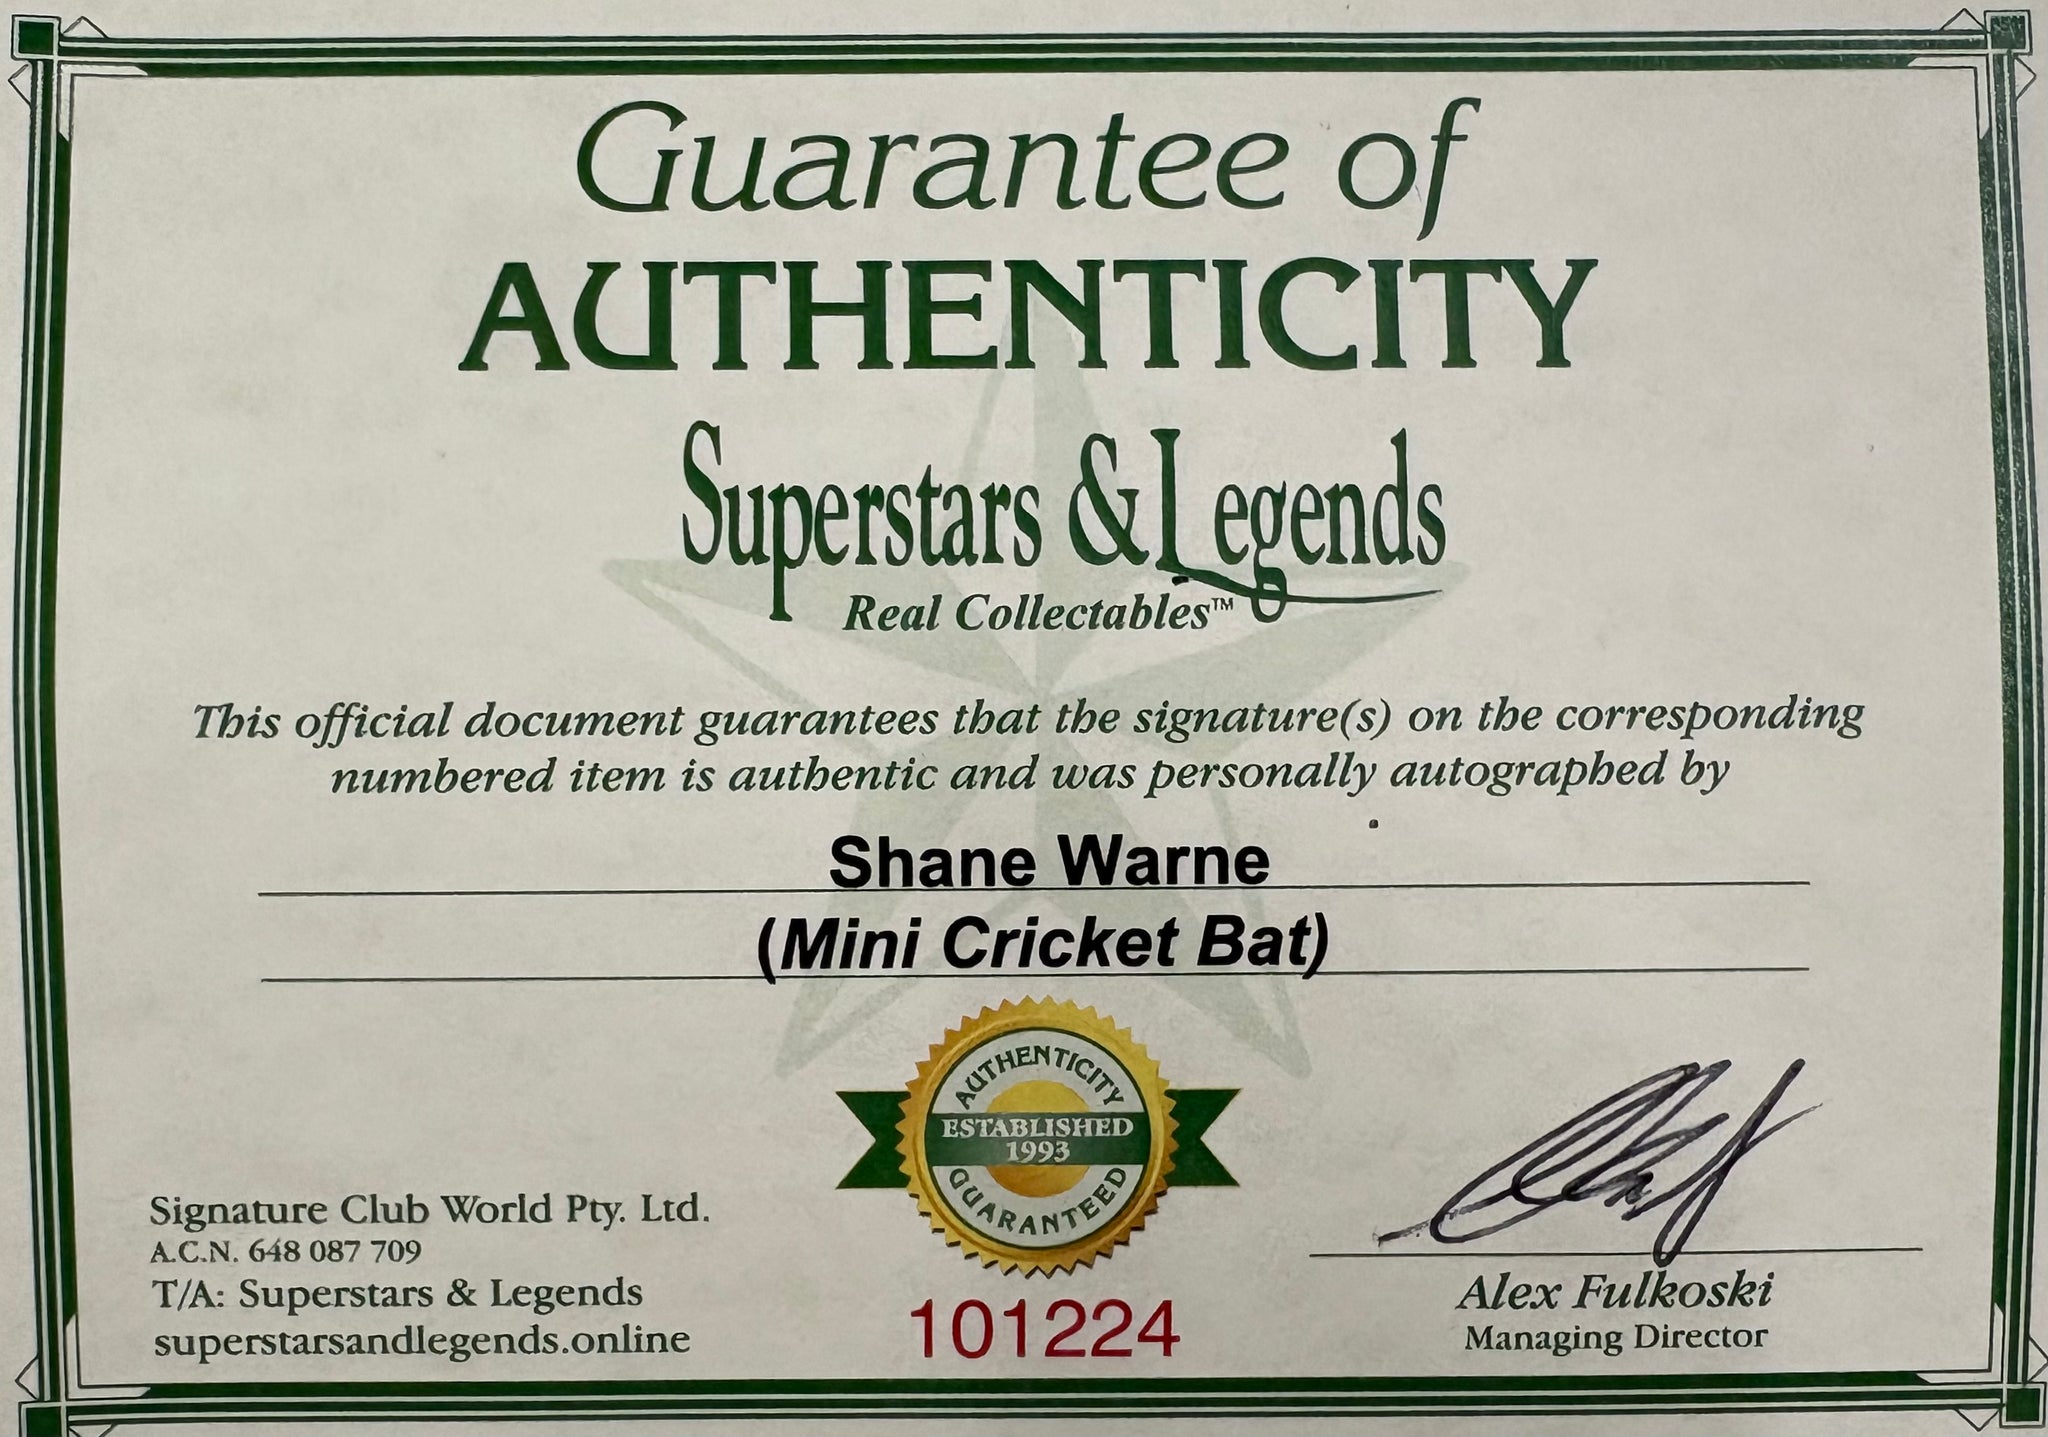 Guarantee of
AUTHENTICITY
Superstars & Legends
Real Collectables™
This official document guarantees that the signature(s) on the corresponding
numbered item is authentic and was personally autographed by
Shane Warne
(Mini Cricket Bat)
AUTHENTICITY
ESTABLISHED
1993
GUARANTEED
Signature Club World Pty. Ltd.
A.C.N. 648 087 709
T/A: Superstars & Legends
superstarsandlegends.online
101224
Alex Fulkoski
Managing Director